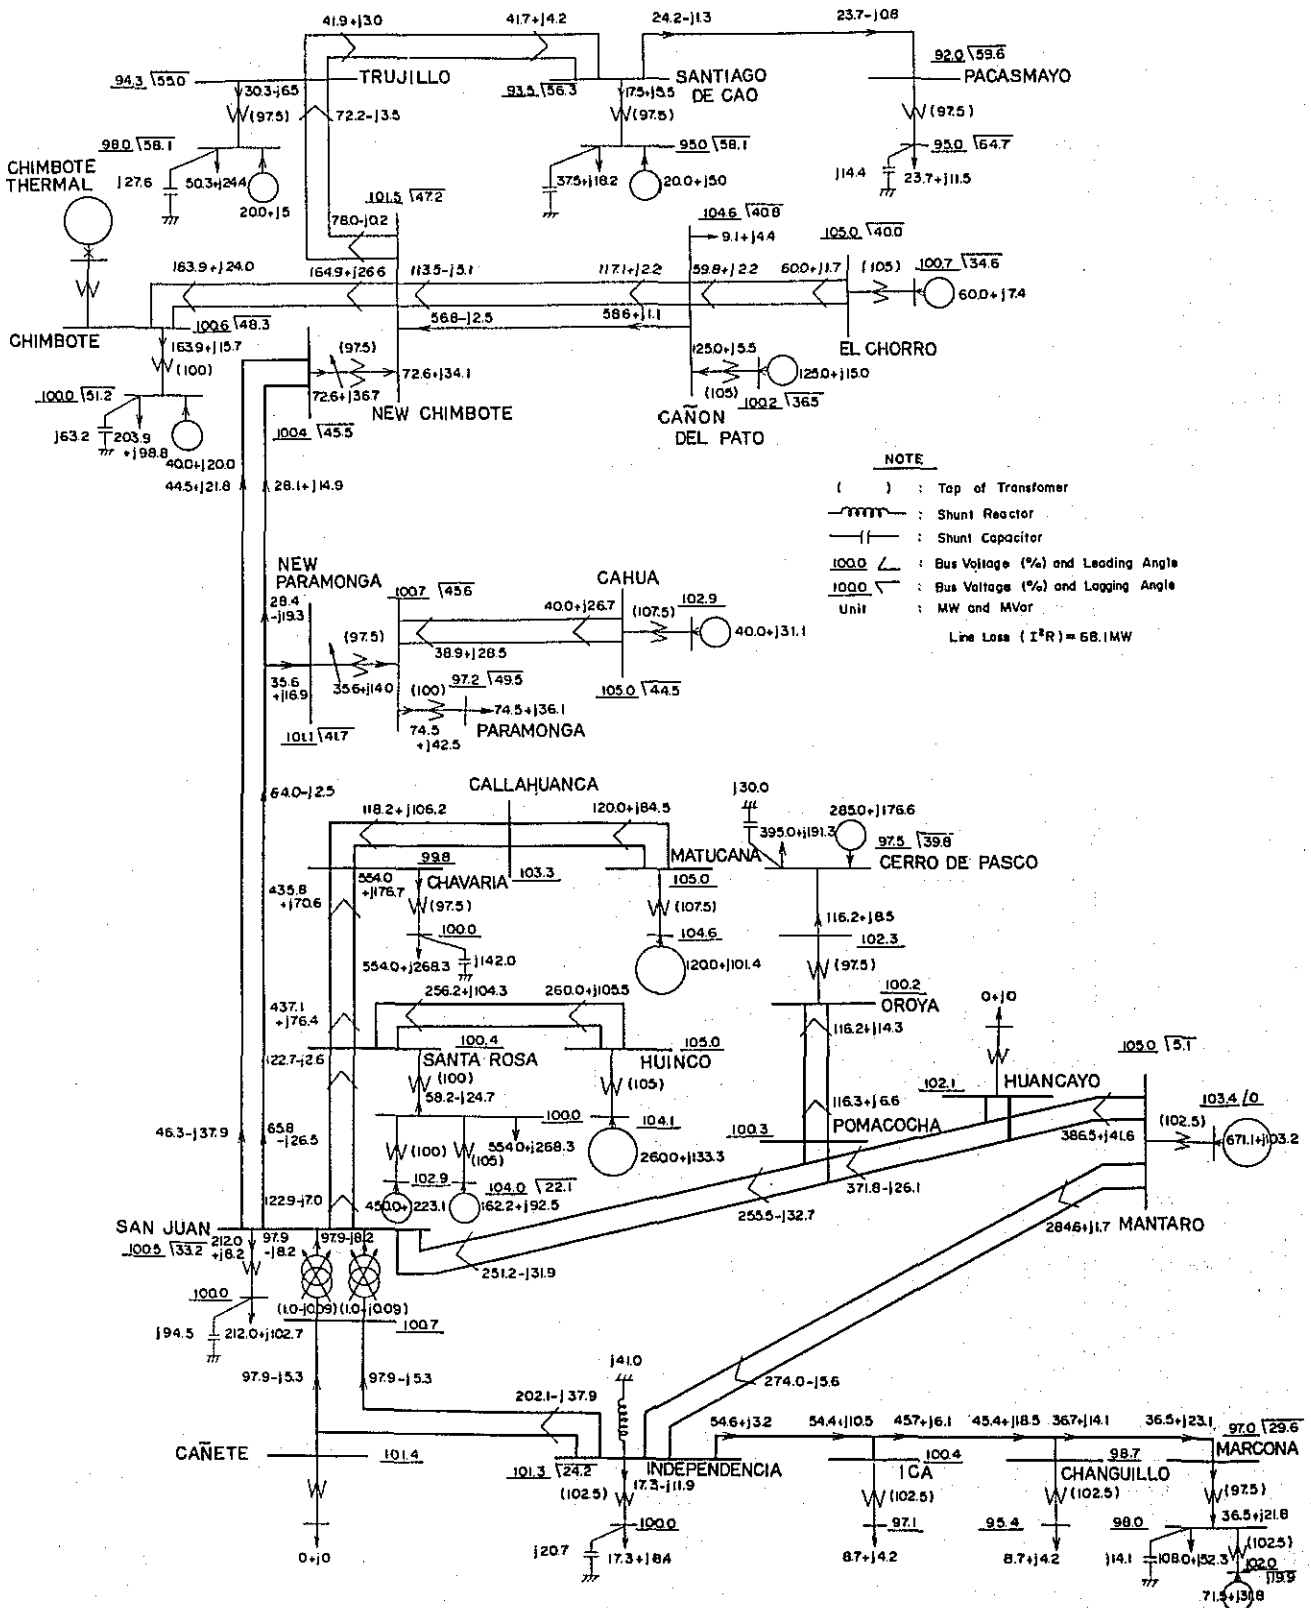 41.9+j3.0
41.7+j4.2
24.2-j1.3
23.7-j0.8
94.3 55.0
TRUJILLO
93.5 56.3
SANTIAGO
DE CAO
92.0 59.6
PACASMAYO
30.3-j6.5
(97.5)
72.2-j3.5
17.5+j5.5
(97.5)
(97.5)
98.0 58.1
95.0 58.1
95.0 64.7
CHIMBOTE
THERMAL
j27.6
50.3+j24.4
20.0+j5
37.5+j18.2
20.0+j5.0
j14.4
23.7+j11.5
101.5 47.2
78.0-j0.2
104.6 40.8
9.1+j4.4
105.0 40.0
163.9+j24.0
164.9+j26.6
113.5-j5.1
117.1+j2.2
59.8+j2.2
60.0+j1.7
(105)
100.7 34.6
60.0+j7.4
CHIMBOTE
100.6 48.3
56.8-j2.5
58.6+j1.1
EL CHORRO
163.9+j15.7
(100)
(97.5)
72.6+j34.1
125.0+j5.5
(105)
125.0+j15.0
100.0 51.2
72.6+j36.7
NEW CHIMBOTE
CAÑON
DEL PATO
100.2 36.5
j63.2
203.9
+j98.8
100.4 45.5
40.0+j20.0
44.5+j21.8
28.1+j14.9
NOTE
( ) : Tap of Transfomer
: Shunt Reactor
: Shunt Capacitor
100.0 : Bus Voltage (%) and Leading Angle
100.0 : Bus Voltage (%) and Lagging Angle
Unit : MW and MVar
Line Loss (I²R) = 68.1MW
NEW
PARAMONGA
100.7 45.6
CAHUA
28.4
-j19.3
(97.5)
40.0+j26.7
(107.5)
102.9
40.0+j31.1
38.9+j28.5
35.6
+j16.9
35.6+j14.0
(100)
97.2 49.5
105.0 44.5
74.5+j36.1
101.1 41.7
74.5
+j42.5
PARAMONGA
64.0-j2.5
CALLAHUANCA
118.2+j106.2
120.0+j84.5
j30.0
285.0+j176.6
395.0+j191.3
97.5 39.8
99.8
MATUCANA
CERRO DE PASCO
435.8
+j70.6
554.0
+j176.7
CHAVARIA
103.3
105.0
(97.5)
(107.5)
116.2+j8.5
100.0
104.6
102.3
554.0+j268.3
j142.0
120.0+j101.4
(97.5)
256.2+j104.3
260.0+j105.5
100.2
OROYA
0+j0
437.1
+j76.4
116.2+j14.3
122.7-j2.6
100.4
SANTA ROSA
105.0
HUINCO
105.0 5.1
(100)
58.2-j24.7
(105)
102.1
HUANCAYO
116.3+j6.6
103.4 /0
46.3-j37.9
65.8
-j26.5
100.0
104.1
100.3
POMACOCHA
386.5+j41.6
(102.5)
671.1+j103.2
(100)
(105)
554.0+j268.3
260.0+j133.3
102.9
104.0 22.1
371.8-j26.1
122.9-j7.0
450.0+j223.1
162.2+j92.5
255.5-j32.7
284.6+j1.7
MANTARO
SAN JUAN
100.5 33.2
212.0
+j8.2
97.9
-j8.2
97.9-j8.2
251.2-j31.9
100.0
(1.0-j0.09)
(1.0-j0.09)
j94.5
212.0+j102.7
100.7
97.9-j5.3
97.9-j5.3
j41.0
274.0-j5.6
202.1-j37.9
54.6+j3.2
54.4+j10.5
45.7+j6.1
45.4+j18.5
36.7+j14.1
36.5+j23.1
97.0 29.6
CAÑETE
101.4
101.3 24.2
INDEPENDENCIA
100.4
ICA
98.7
CHANGUILLO
MARCONA
17.3-j11.9
(102.5)
(102.5)
(102.5)
(97.5)
36.5+j21.8
100.0
97.1
95.4
98.0
(102.5)
0+j0
j20.7
17.3+j8.4
8.7+j4.2
8.7+j4.2
j14.1
108.0+j52.3
102.0
j19.9
71.5+j31.8